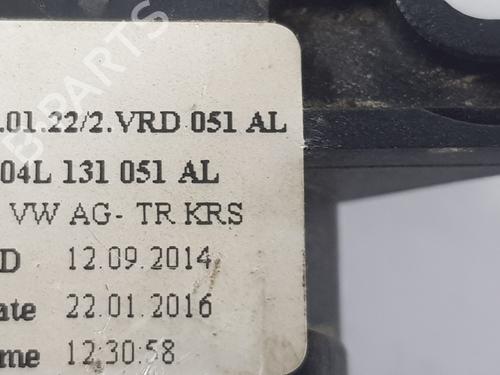 B-PARTS
.01.22/2.VRD 051 AL
04L 131 051 AL
VW AG- TR KRS
D 12.09.2014
ate 22.01.2016
me 12:30:58